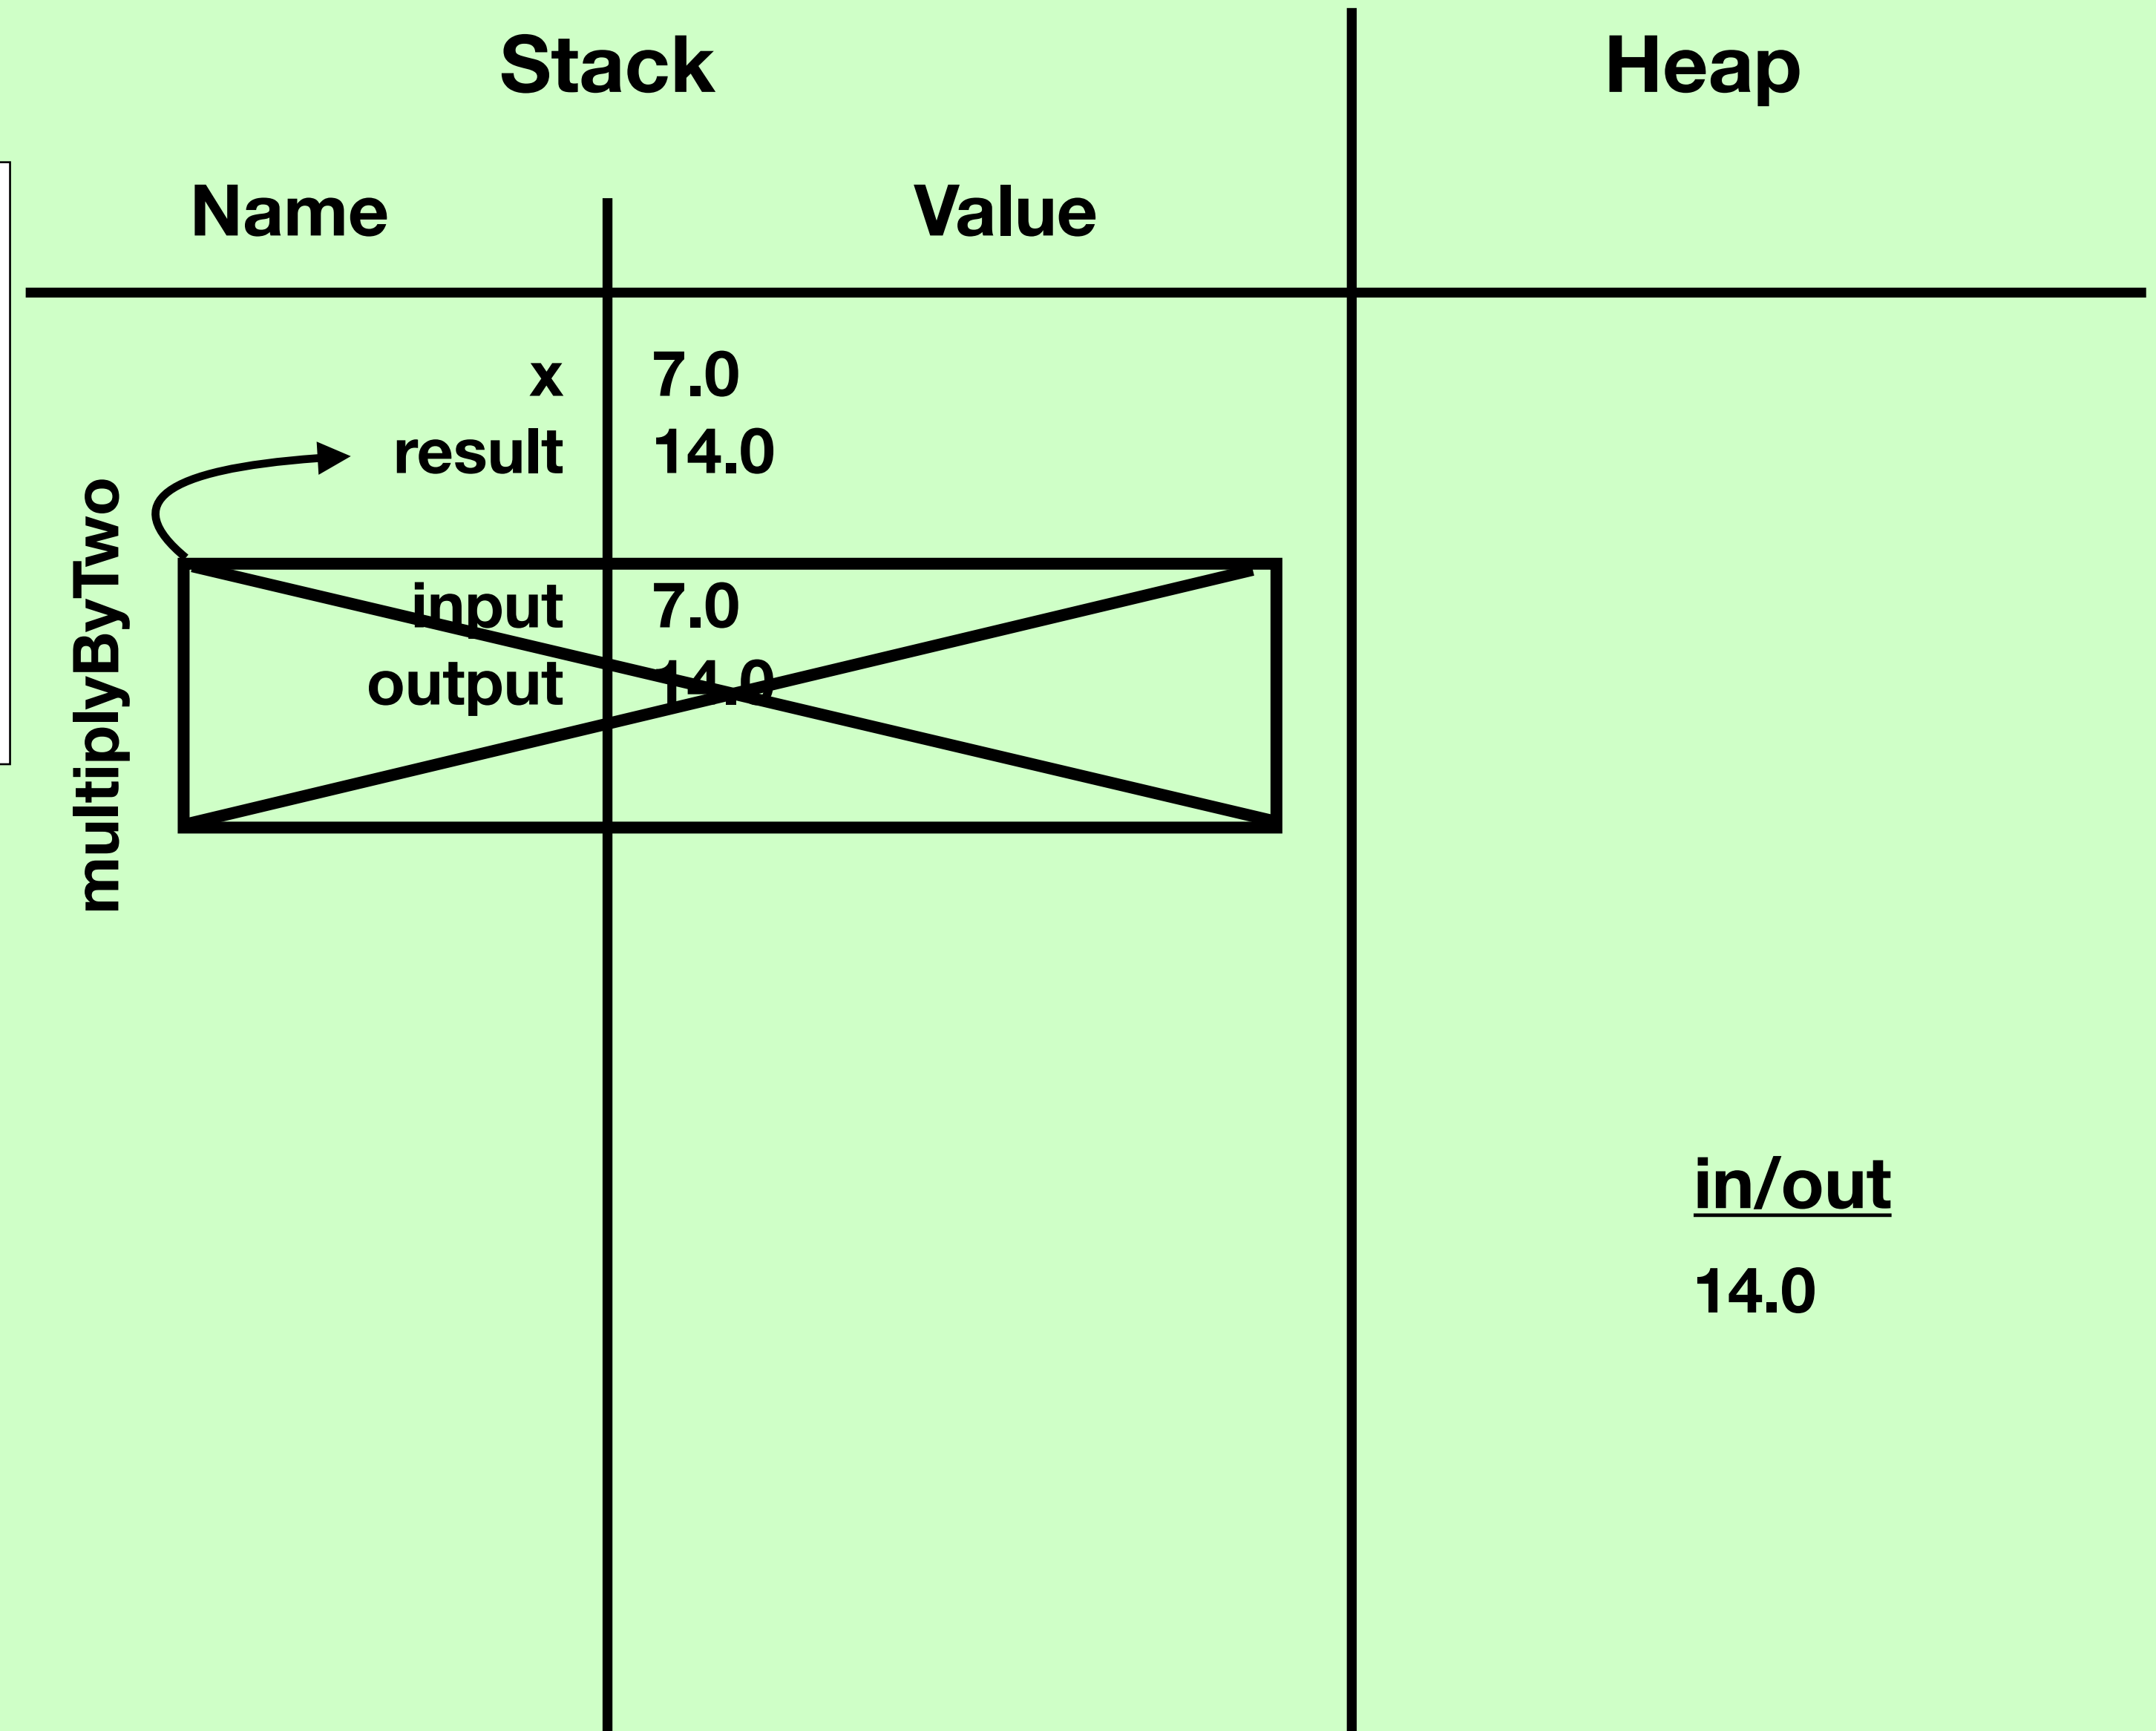 Stack
Heap
Name
Value
x
7.0
result
14.0
multiplyByTwo
input
7.0
output
14.0
in/out
14.0